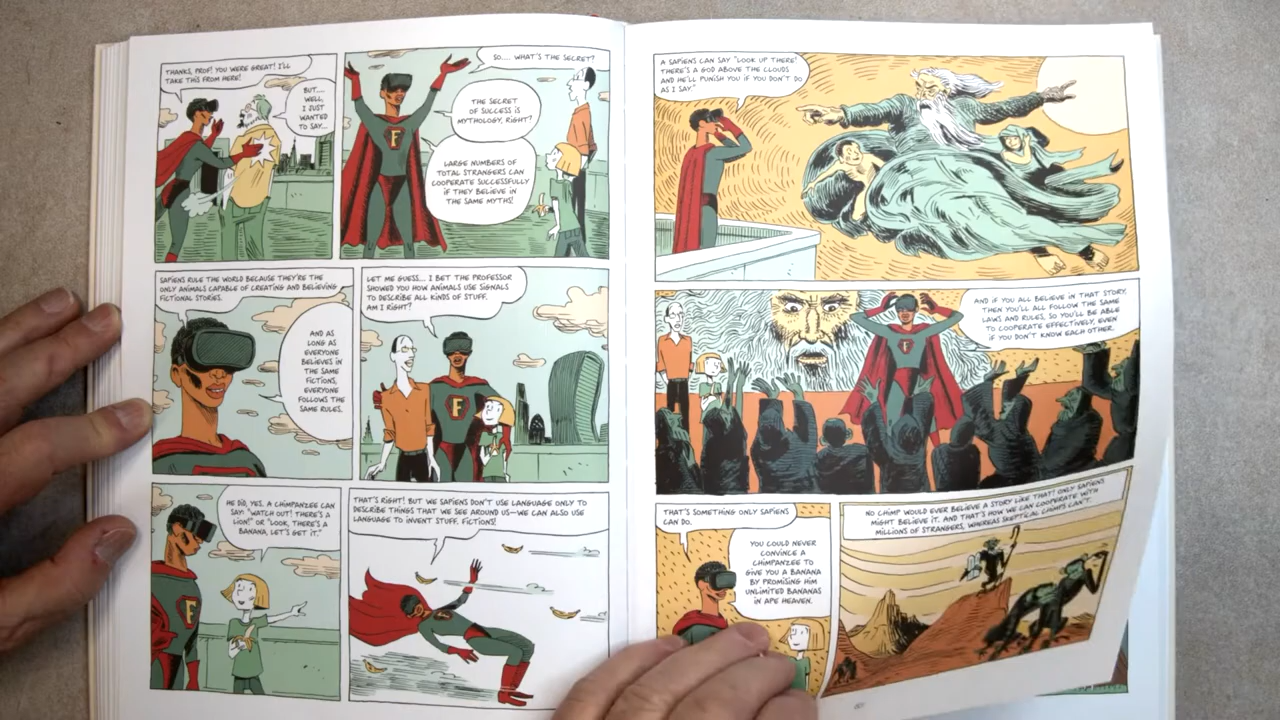 THANKS, PROF! YOU WERE GREAT! I'LL
TAKE THIS FROM HERE!
BUT....
WELL,
I JUST
WANTED
TO SAY...
SO.... WHAT'S THE SECRET?
THE SECRET
OF SUCCESS IS
MYTHOLOGY, RIGHT?
LARGE NUMBERS OF
TOTAL STRANGERS CAN
COOPERATE SUCCESSFULLY
IF THEY BELIEVE IN
THE SAME MYTHS!
F
SAPIENS RULE THE WORLD BECAUSE THEY'RE THE
ONLY ANIMALS CAPABLE OF CREATING AND BELIEVING
FICTIONAL STORIES.
AND AS
LONG AS
EVERYONE
BELIEVES IN
THE SAME
FICTIONS,
EVERYONE
FOLLOWS THE
SAME RULES.
LET ME GUESS.... I BET THE PROFESSOR
SHOWED YOU HOW ANIMALS USE SIGNALS
TO DESCRIBE ALL KINDS OF STUFF.
AM I RIGHT?
F
HE DID, YES. A CHIMPANZEE CAN
SAY: "WATCH OUT! THERE'S A
LION!" OR "LOOK, THERE'S A
BANANA, LET'S GET IT."
F
THAT'S RIGHT! BUT WE SAPIENS DON'T USE LANGUAGE ONLY TO
DESCRIBE THINGS THAT WE SEE AROUND US—WE CAN ALSO USE
LANGUAGE TO INVENT STUFF. FICTIONS!
A SAPIENS CAN SAY "LOOK UP THERE!
THERE'S A GOD ABOVE THE CLOUDS
AND HE'LL PUNISH YOU IF YOU DON'T DO
AS I SAY."
AND IF YOU ALL BELIEVE IN THAT STORY,
THEN YOU'LL ALL FOLLOW THE SAME
LAWS AND RULES, SO YOU'LL BE ABLE
TO COOPERATE EFFECTIVELY, EVEN
IF YOU DON'T KNOW EACH OTHER.
F
THAT'S SOMETHING ONLY SAPIENS
CAN DO.
YOU COULD NEVER
CONVINCE A
CHIMPANZEE TO
GIVE YOU A BANANA
BY PROMISING HIM
UNLIMITED BANANAS
IN APE HEAVEN.
NO CHIMP WOULD EVER BELIEVE A STORY LIKE THAT! ONLY SAPIENS
MIGHT BELIEVE IT. AND THAT'S HOW WE CAN COOPERATE WITH
MILLIONS OF STRANGERS, WHEREAS SKEPTICAL CHIMPS CAN'T.